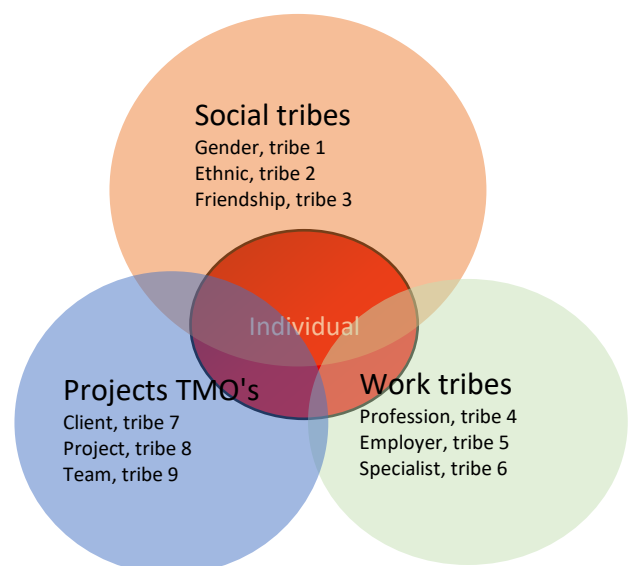 Social tribes
Gender, tribe 1
Ethnic, tribe 2
Friendship, tribe 3
Individual
Projects TMO's
Client, tribe 7
Project, tribe 8
Team, tribe 9
Work tribes
Profession, tribe 4
Employer, tribe 5
Specialist, tribe 6